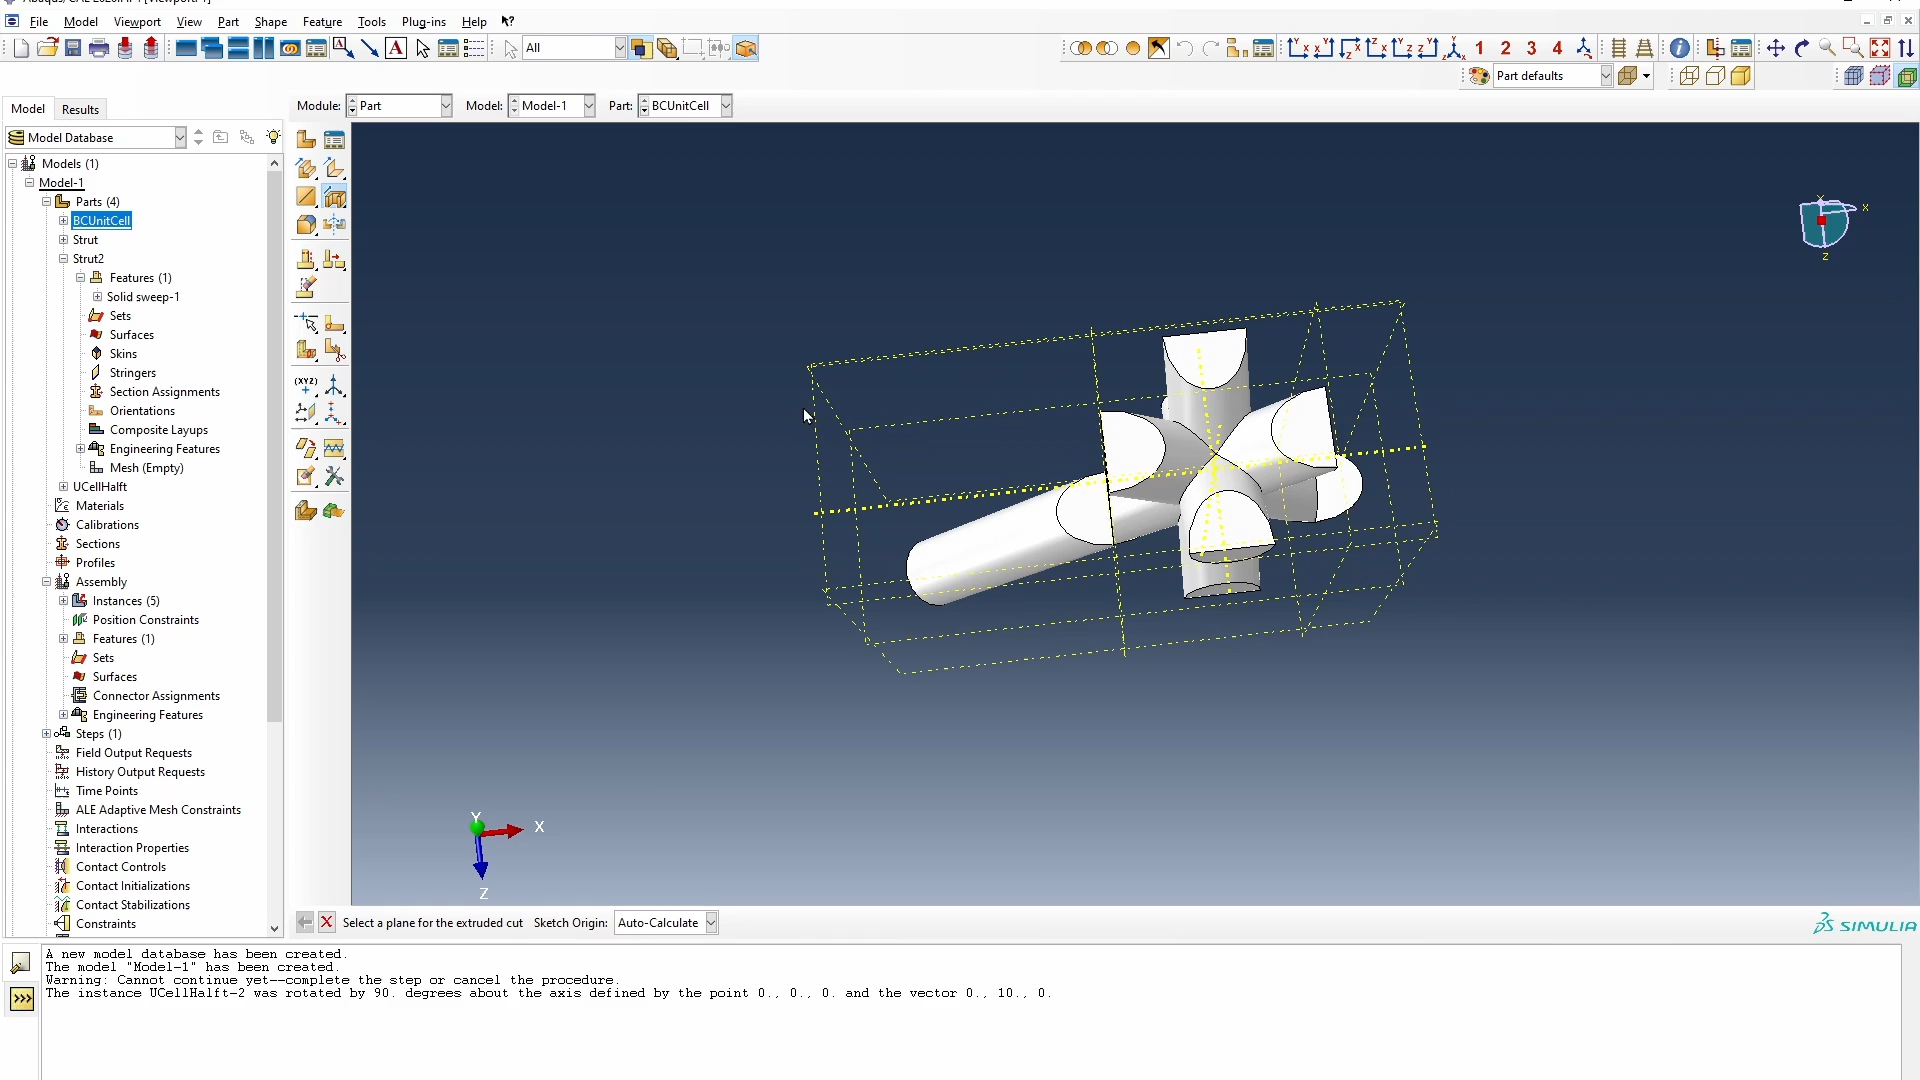 File Model Viewport View Part Shape Feature Tools Plug-ins Help
All
1 2 3 4
Part defaults
Model Results
Module: Part Model: Model-1 Part: BCUnitCell
Model Database
Models (1)
Model-1
Parts (4)
BCUnitCell
Strut
Strut2
Features (1)
Solid sweep-1
Sets
Surfaces
Skins
Stringers
Section Assignments
Orientations
Composite Layups
Engineering Features
Mesh (Empty)
UCellHalft
Materials
Calibrations
Sections
Profiles
Assembly
Instances (5)
Position Constraints
Features (1)
Sets
Surfaces
Connector Assignments
Engineering Features
Steps (1)
Field Output Requests
History Output Requests
Time Points
ALE Adaptive Mesh Constraints
Interactions
Interaction Properties
Contact Controls
Contact Initializations
Contact Stabilizations
Constraints
(XYZ)
X
Z
Y
X
Z
Select a plane for the extruded cut Sketch Origin: Auto-Calculate
SIMULIA
A new model database has been created.
The model "Model-1" has been created.
Warning: Cannot continue yet--complete the step or cancel the procedure.
The instance UCellHalft-2 was rotated by 90. degrees about the axis defined by the point 0., 0., 0. and the vector 0., 10., 0.